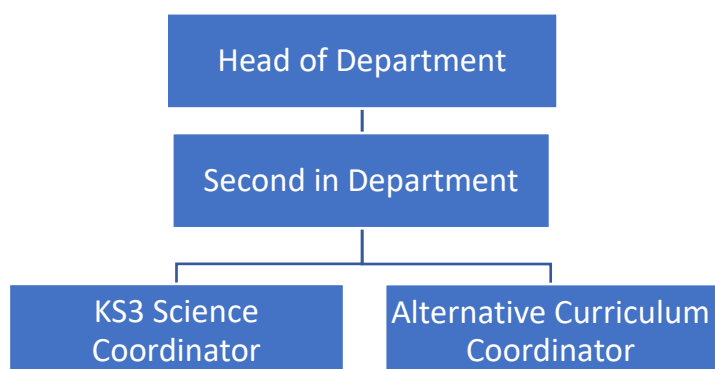 Head of Department
Second in Department
KS3 Science
Coordinator
Alternative Curriculum
Coordinator